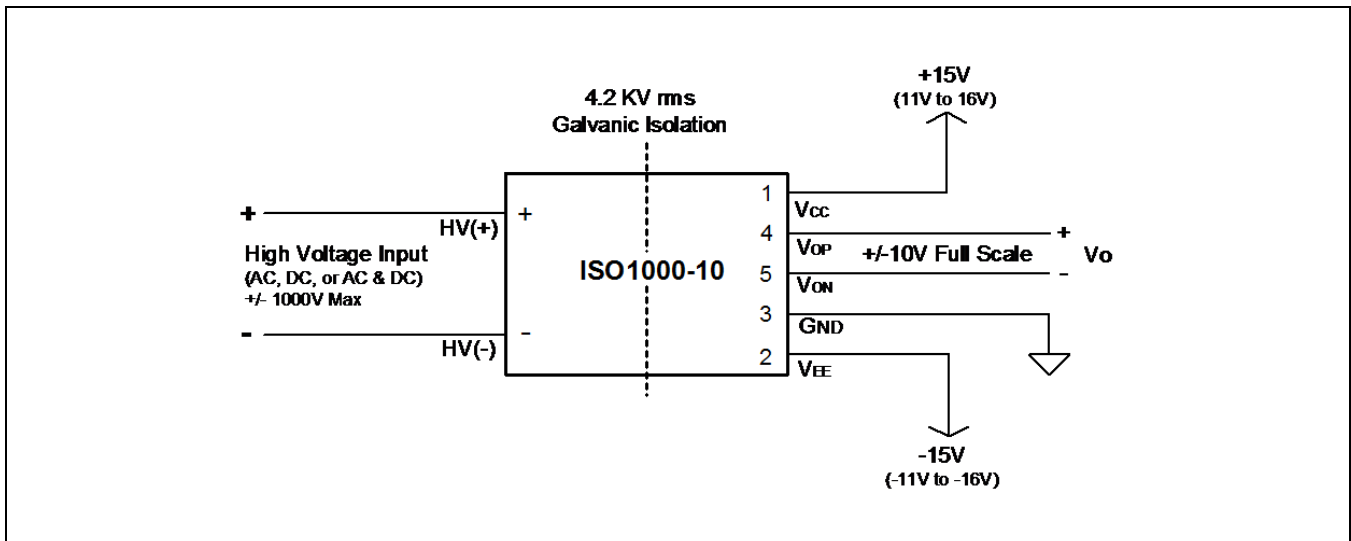 +15V
(11V to 16V)
4.2 KV rms
Galvanic Isolation
1
VCC
+
HV(+)
+
4
VOP
+/-10V Full Scale
+
Vo
High Voltage Input
(AC, DC, or AC & DC)
+/- 1000V Max
ISO1000-10
5
VON
-
3
GND
-
HV(-)
-
2
VEE
-15V
(-11V to -16V)